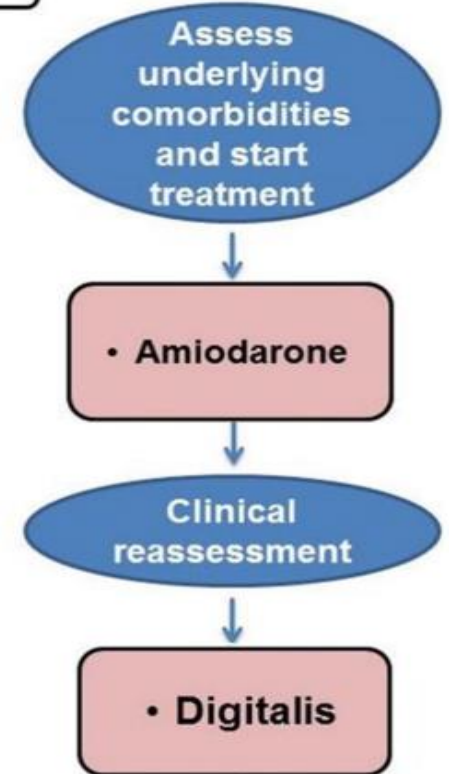 Assess
underlying
comorbidities
and start
treatment
• Amiodarone
Clinical
reassessment
• Digitalis